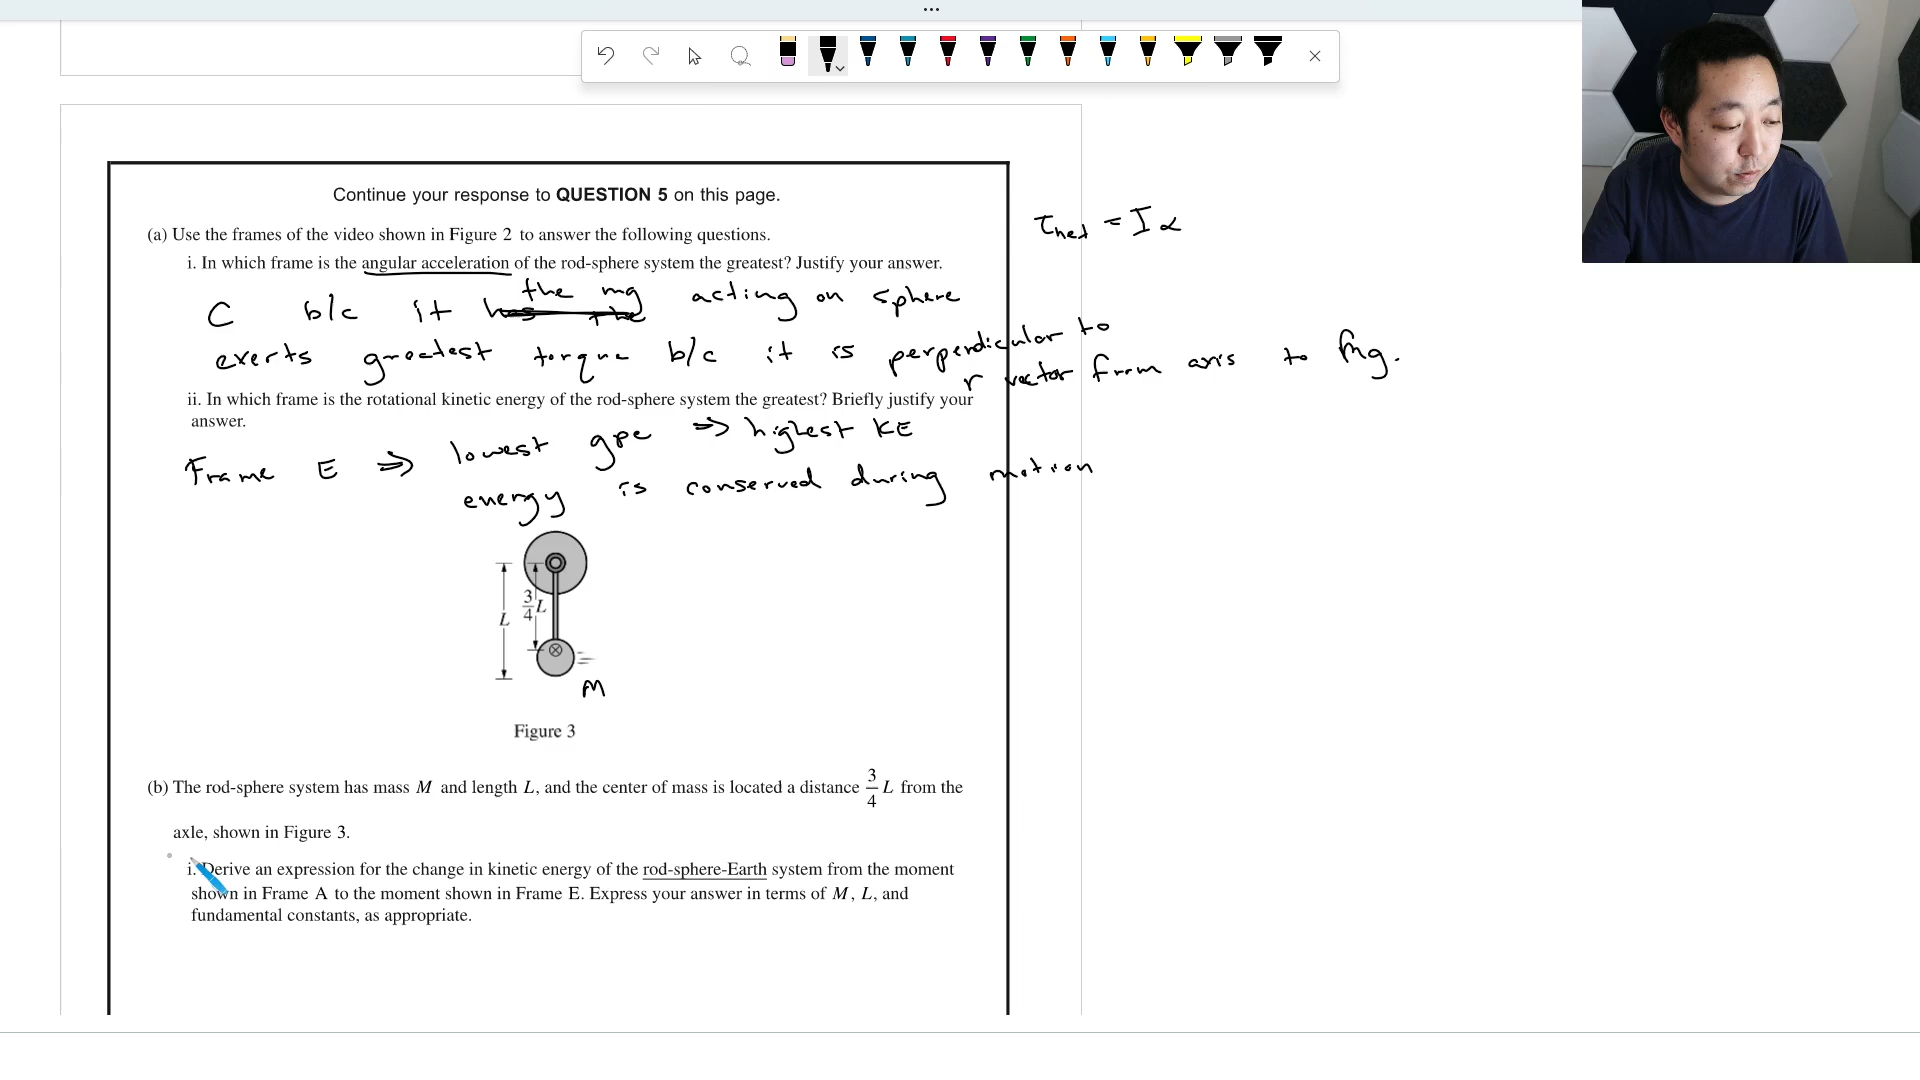 Continue your response to QUESTION 5 on this page.
(a) Use the frames of the video shown in Figure 2 to answer the following questions.
i. In which frame is the angular acceleration of the rod-sphere system the greatest? Justify your answer.
τnet = I α
C b/c it has the the mg acting on sphere
exerts greatest torque b/c it is perperdicular to
r vector from axis to mg.
ii. In which frame is the rotational kinetic energy of the rod-sphere system the greatest? Briefly justify your
answer.
Frame E ⇒ lowest gpe ⇒ highest KE
energy is conserved during motion
3/4 L
L
M
Figure 3
(b) The rod-sphere system has mass M and length L, and the center of mass is located a distance 3/4 L from the
axle, shown in Figure 3.
i. Derive an expression for the change in kinetic energy of the rod-sphere-Earth system from the moment
shown in Frame A to the moment shown in Frame E. Express your answer in terms of M, L, and
fundamental constants, as appropriate.